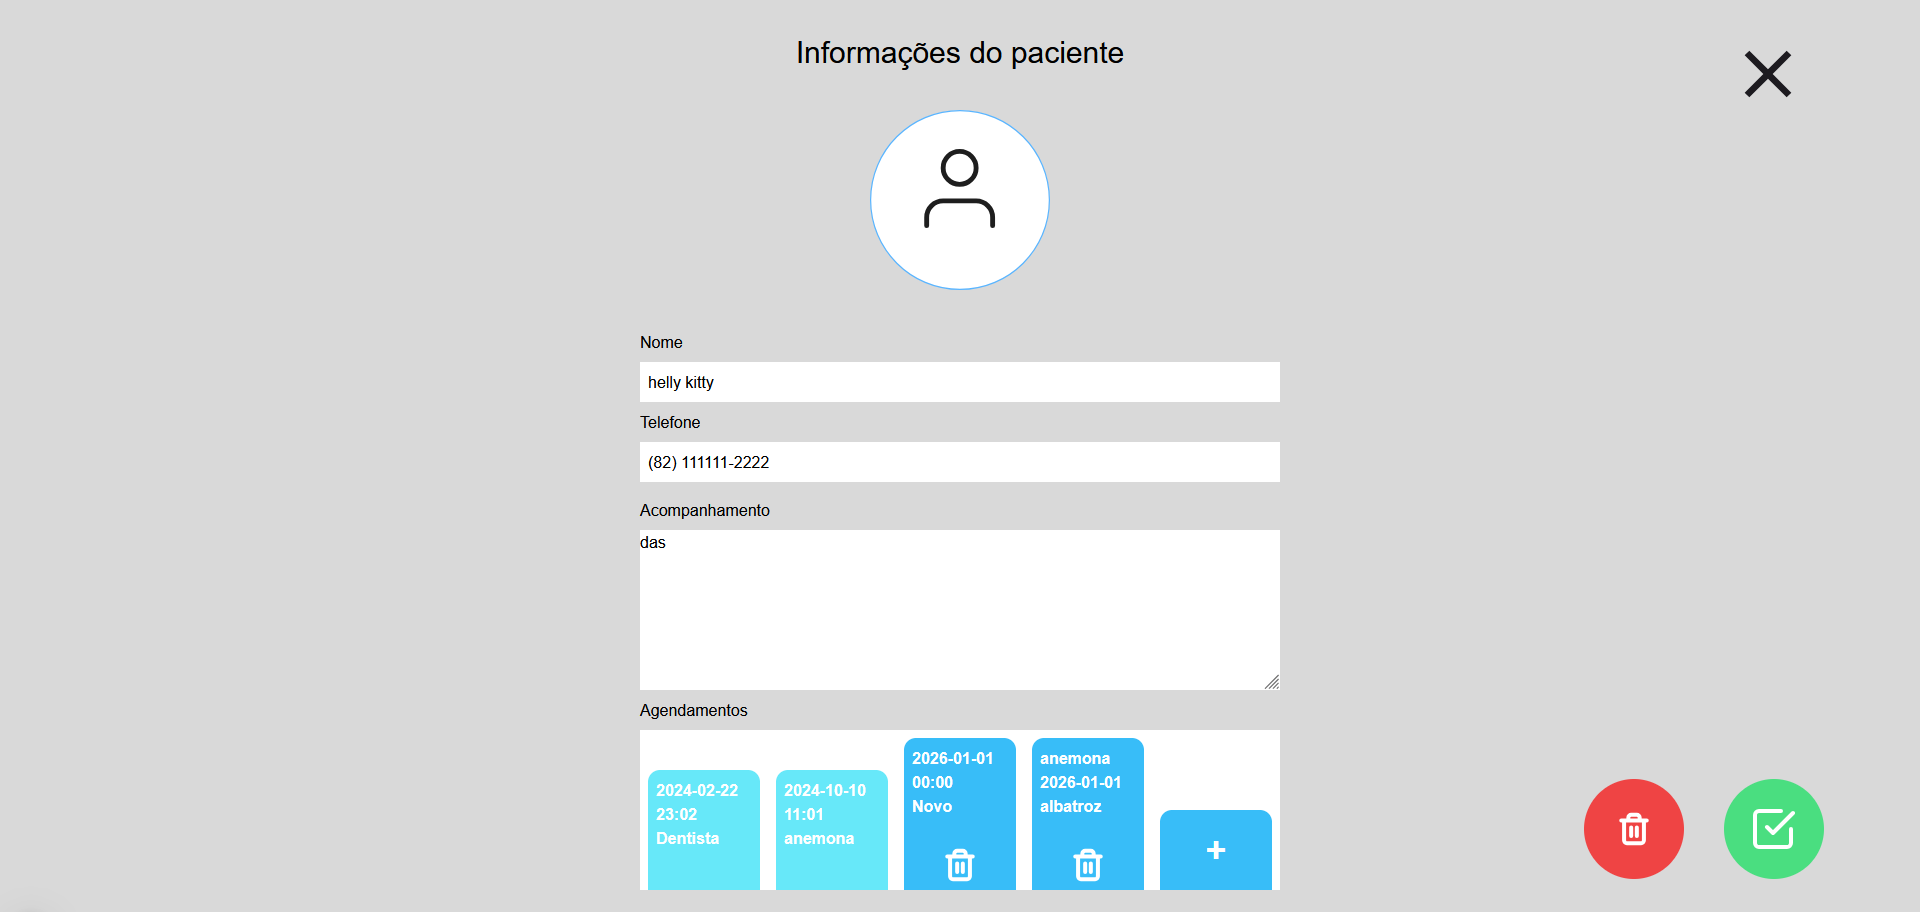 Informações do paciente
Nome
helly kitty
Telefone
(82) 111111-2222
Acompanhamento
das
Agendamentos
2024-02-22
23:02
Dentista
2024-10-10
11:01
anemona
2026-01-01
00:00
Novo
anemona
2026-01-01
albatroz
+